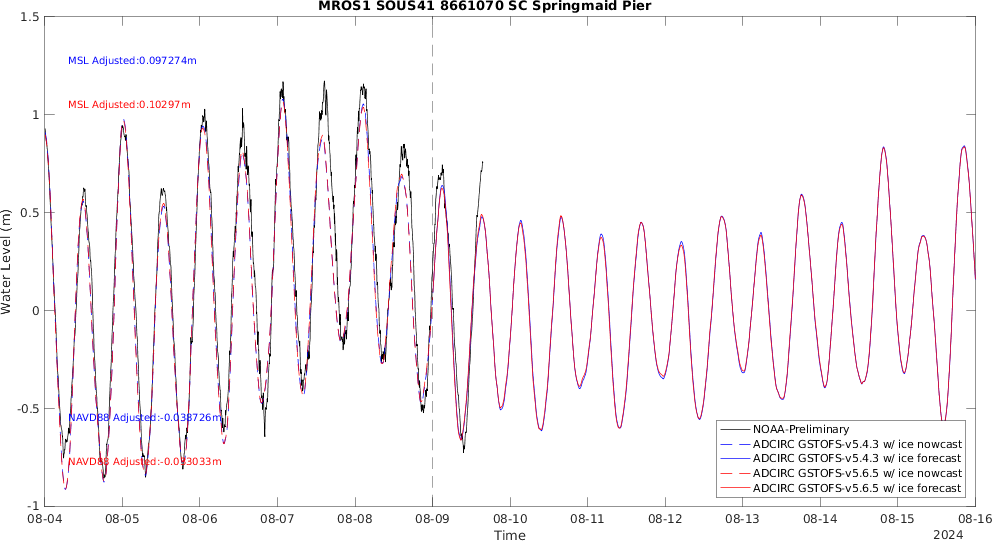 MROS1 SOUS41 8661070 SC Springmaid Pier
1.5
1
0.5
0
-0.5
-1
Water Level (m)
MSL Adjusted:0.097274m
MSL Adjusted:0.10297m
NAVD88 Adjusted:-0.038726m
NAVD88 Adjusted:-0.033033m
NOAA-Preliminary
ADCIRC GSTOFS-v5.4.3 w/ ice nowcast
ADCIRC GSTOFS-v5.4.3 w/ ice forecast
ADCIRC GSTOFS-v5.6.5 w/ ice nowcast
ADCIRC GSTOFS-v5.6.5 w/ ice forecast
08-04 08-05 08-06 08-07 08-08 08-09 08-10 08-11 08-12 08-13 08-14 08-15 08-16
Time
2024